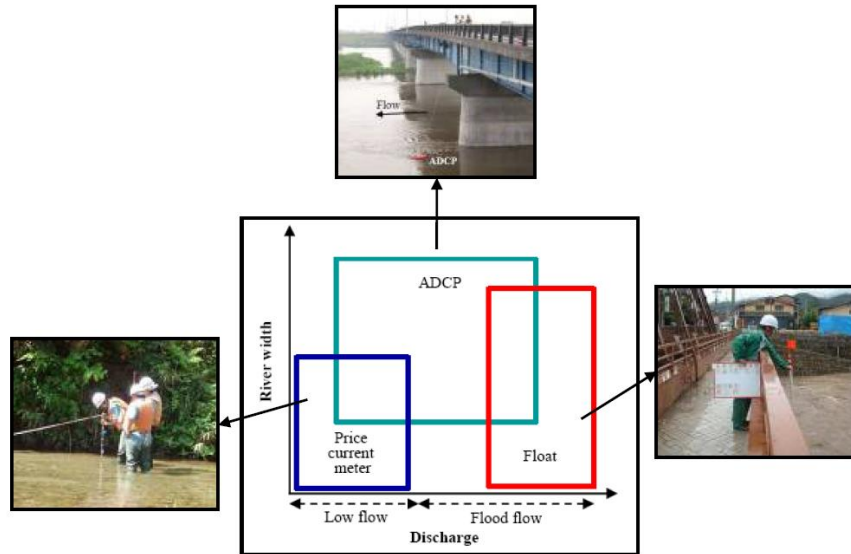 Flow
ADCP
ADCP
River width
Price
current
meter
Float
Low flow
Flood flow
Discharge